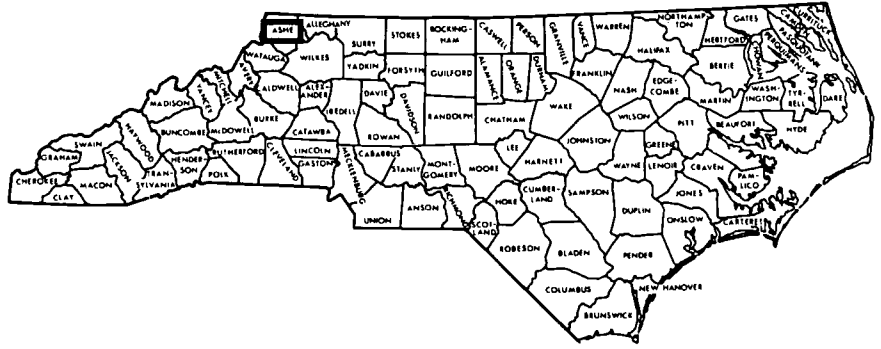 ASHE
ALLEGHANY
SURRY
STOKES
ROCKING-
HAM
CASWELL
PERSON
GRANVILLE
VANCE
WARREN
NORTHAMP
TON
GATES
HERTFORD
CAMDEN
CURRITUCK
PASQUOTANK
PERQUIMANS
CHOWAN
HALIFAX
BERTIE
WATAUGA
WILKES
YADKIN
FORSYTH
GUILFORD
ALAMANCE
ORANGE
DURHAM
FRANKLIN
NASH
EDGE-
COMBE
MARTIN
WASH-
INGTON
TYR-
RELL
DARE
MADISON
YANCEY
MITCHELL
AVERY
CALDWELL
ALEX-
ANDER
IREDELL
DAVIE
DAVIDSON
RANDOLPH
CHATHAM
WAKE
WILSON
PITT
BEAUFORT
HYDE
SWAIN
HAYWOOD
BUNCOMBE
McDOWELL
BURKE
CATAWBA
ROWAN
LEE
JOHNSTON
GREENE
GRAHAM
CHEROKEE
CLAY
MACON
JACKSON
TRAN-
SYLVANIA
HENDER-
SON
POLK
RUTHERFORD
CLEVELAND
LINCOLN
GASTON
MECKLENBURG
CABARRUS
STANLY
MONT-
GOMERY
MOORE
HARNETT
WAYNE
LENOIR
CRAVEN
PAM-
LICO
UNION
ANSON
RICHMOND
SCOT-
LAND
HOKE
CUMBER-
LAND
SAMPSON
DUPLIN
JONES
ONSLOW
CARTERET
ROBESON
BLADEN
PENDER
COLUMBUS
NEW HANOVER
BRUNSWICK